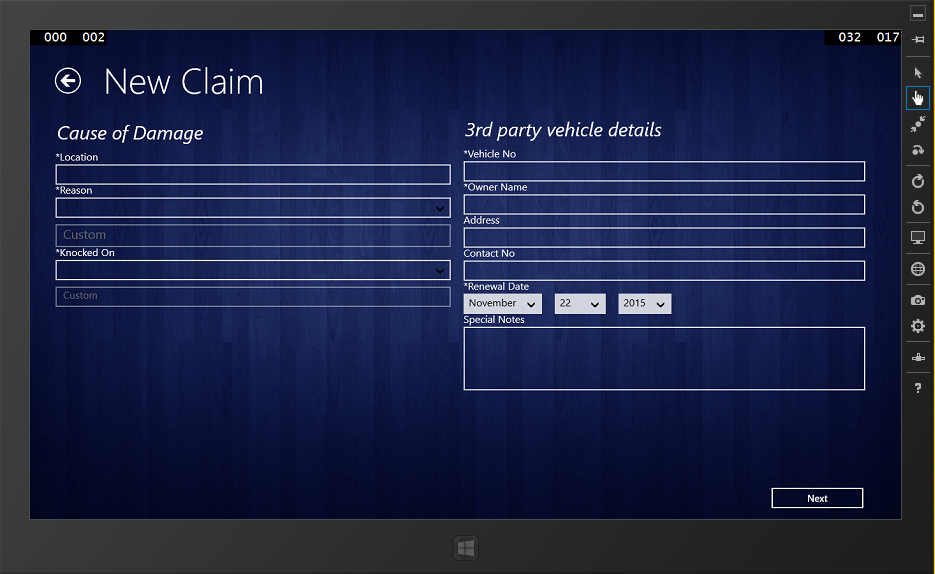 000 002
032 017
New Claim
Cause of Damage
*Location
*Reason
Custom
*Knocked On
Custom
3rd party vehicle details
*Vehicle No
*Owner Name
Address
Contact No
*Renewal Date
November 22 2015
Special Notes
Next
?